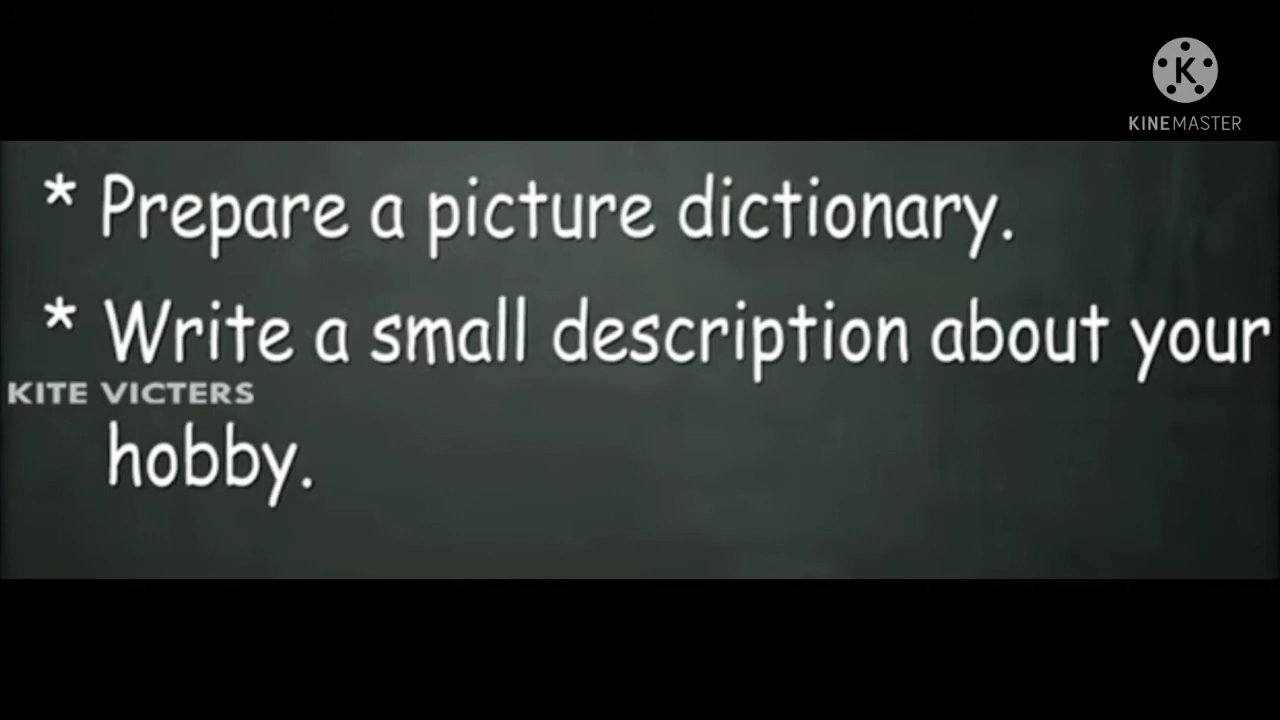 KINEMASTER
* Prepare a picture dictionary.
* Write a small description about your
KITE VICTERS
hobby.